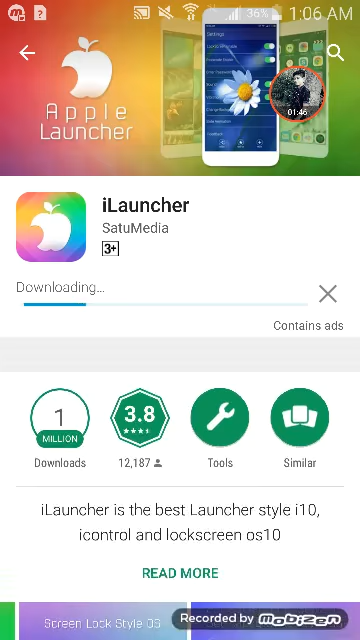 36% 1:06 AM
Apple
Launcher
01:46
iLauncher
SatuMedia
3+
Downloading...
Contains ads
1
MILLION
3.8
Downloads
12,187
Tools
Similar
iLauncher is the best Launcher style i10,
icontrol and lockscreen os10
READ MORE
Screen Lock Style OS
Recorded by MOBIZEN